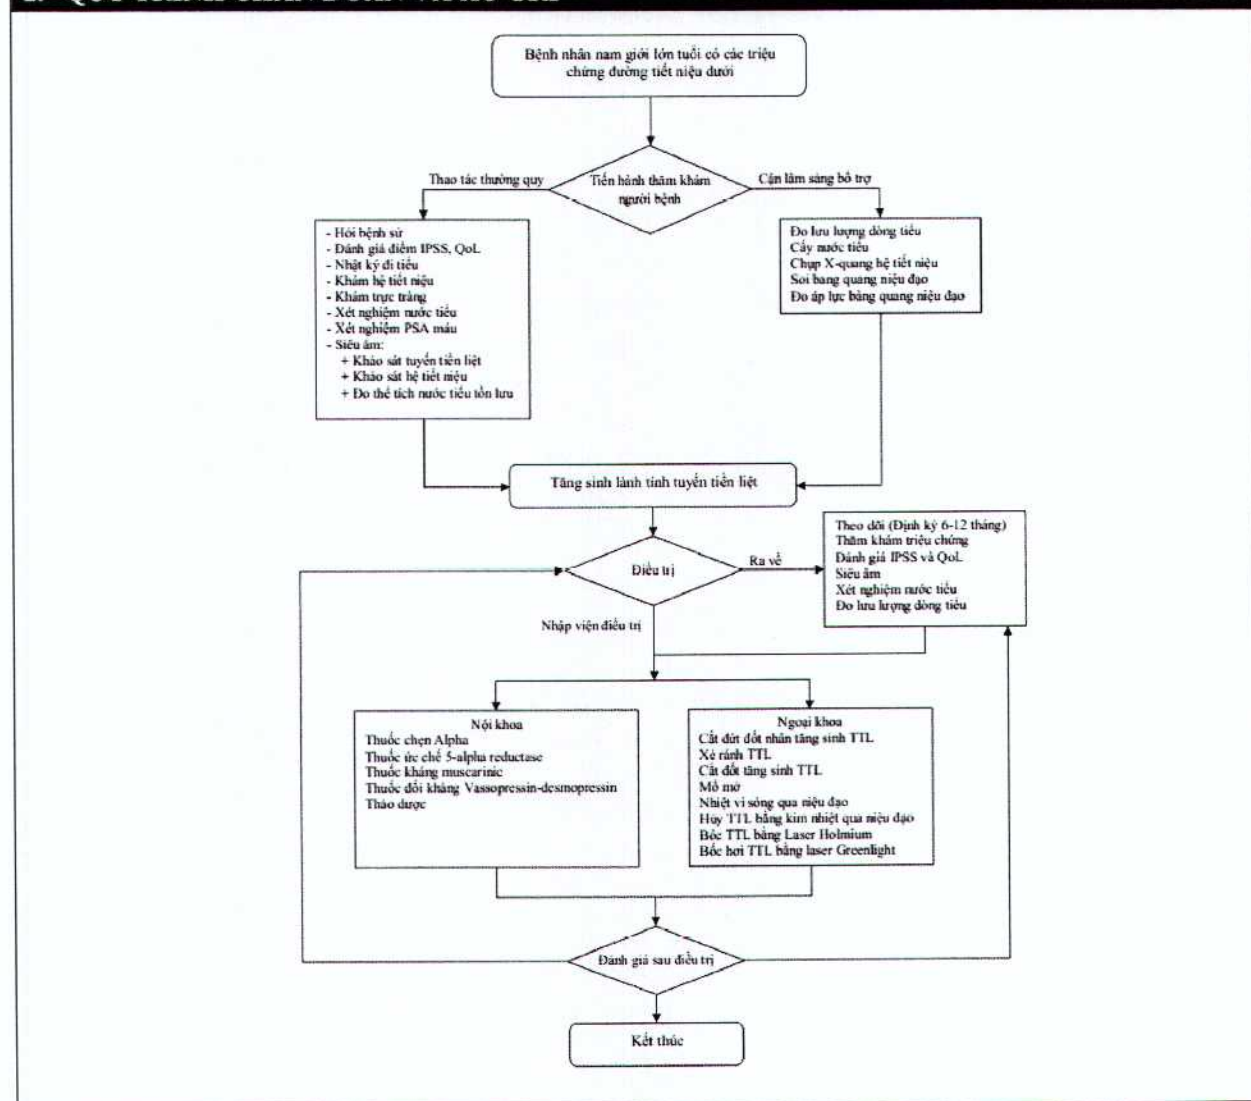 Bệnh nhân nam giới lớn tuổi có các triệu
chứng đường tiết niệu dưới
Thao tác thường quy
Tiến hành thăm khám
người bệnh
Cận lâm sàng bổ trợ
- Hỏi bệnh sử
- Đánh giá điểm IPSS, QoL
- Nhật ký đi tiểu
- Khám hệ tiết niệu
- Khám trực tràng
- Xét nghiệm nước tiểu
- Xét nghiệm PSA máu
- Siêu âm:
+ Khảo sát tuyến tiền liệt
+ Khảo sát hệ tiết niệu
+ Đo thể tích nước tiểu tồn lưu
Đo lưu lượng dòng tiểu
Cấy nước tiểu
Chụp X-quang hệ tiết niệu
Soi bang quang niệu đạo
Đo áp lực bàng quang niệu đạo
Tăng sinh lành tính tuyến tiền liệt
Điều trị
Ra về
Nhập viện điều trị
Theo dõi (Định kỳ 6-12 tháng)
Thăm khám triệu chứng
Đánh giá IPSS và QoL
Siêu âm
Xét nghiệm nước tiểu
Đo lưu lượng dòng tiểu
Nội khoa
Thuốc chẹn Alpha
Thuốc ức chế 5-alpha reductase
Thuốc kháng muscarinic
Thuốc đối kháng Vassopressin-desmopressin
Thảo dược
Ngoại khoa
Cắt đứt đốt nhân tăng sinh TTL
Xẻ rãnh TTL
Cắt đốt tăng sinh TTL
Mổ mở
Nhiệt vi sóng qua niệu đạo
Hủy TTL bằng kim nhiệt qua niệu đạo
Bóc TTL bằng Laser Holmium
Bốc hơi TTL bằng laser Greenlight
Đánh giá sau điều trị
Kết thúc